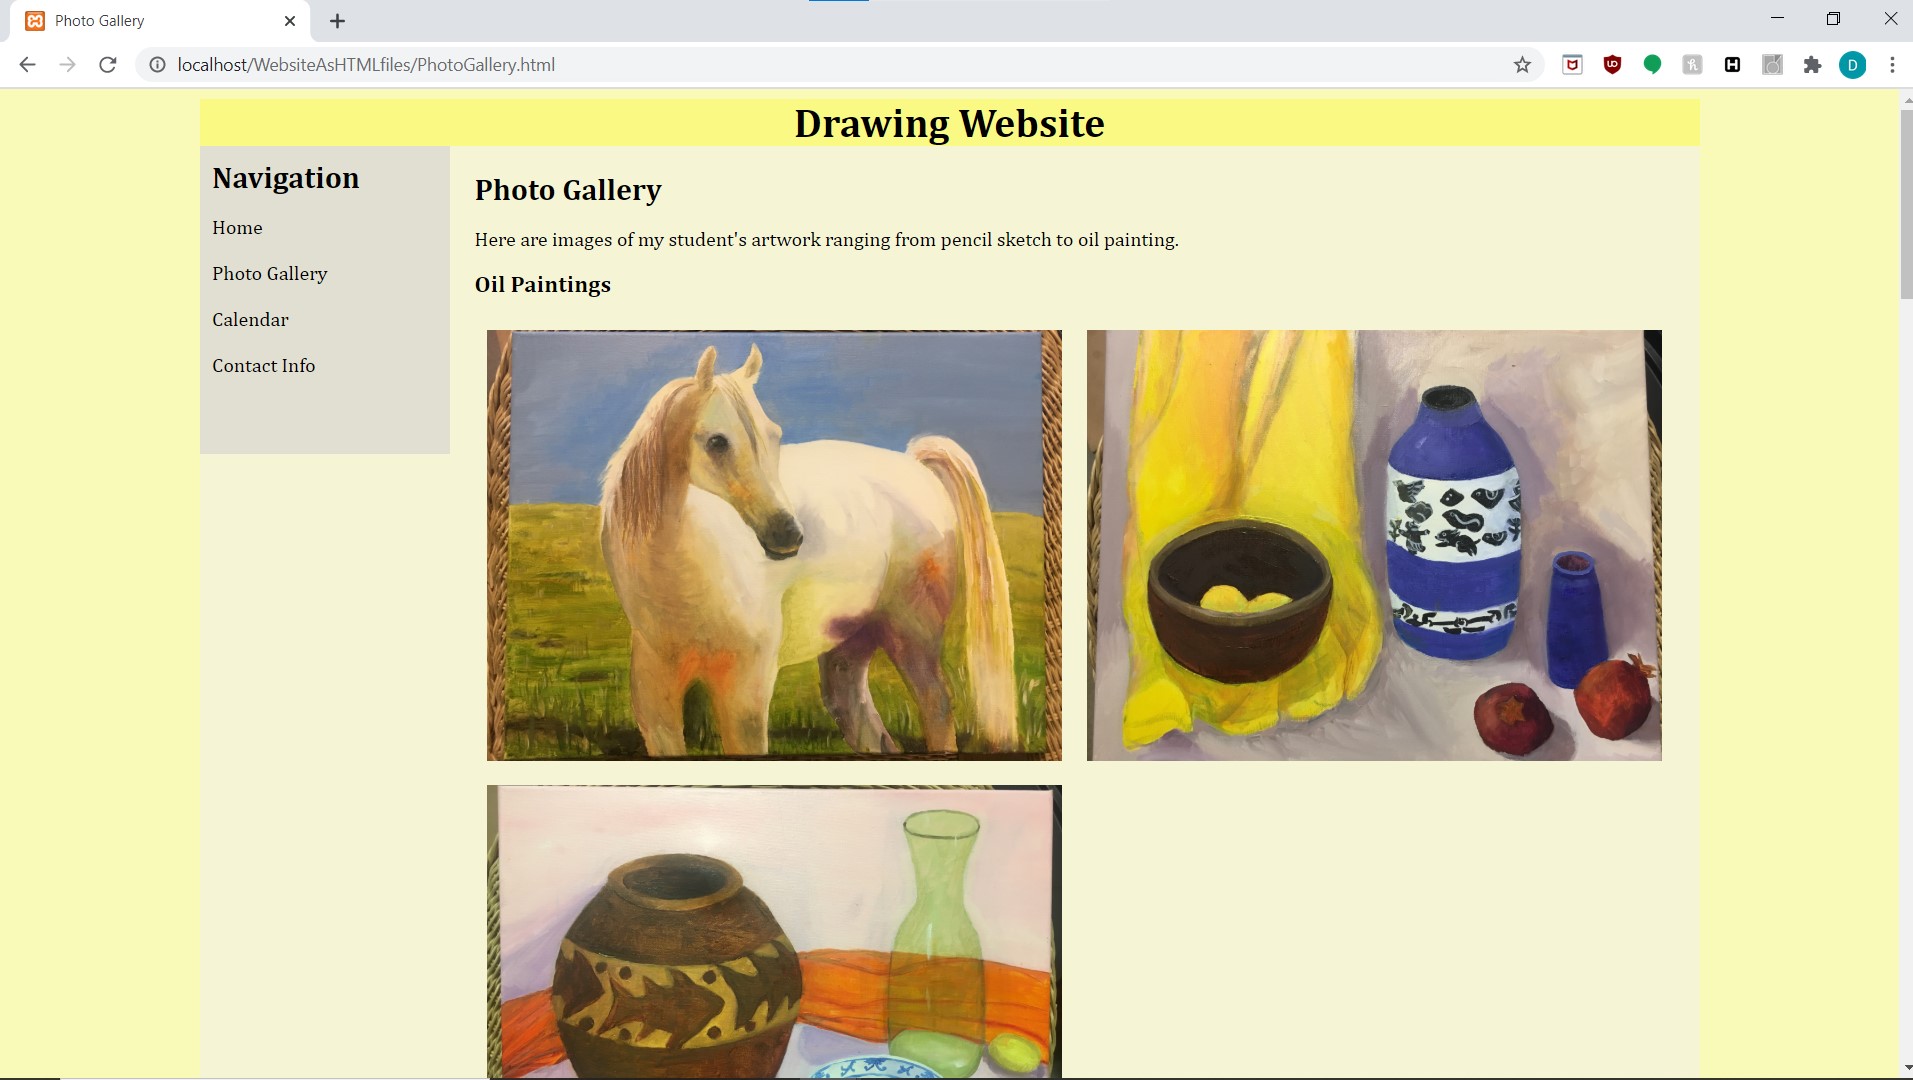 Photo Gallery
localhost/WebsiteAsHTMLfiles/PhotoGallery.html
D
Drawing Website
Navigation
Home
Photo Gallery
Calendar
Contact Info
Photo Gallery
Here are images of my student's artwork ranging from pencil sketch to oil painting.
Oil Paintings